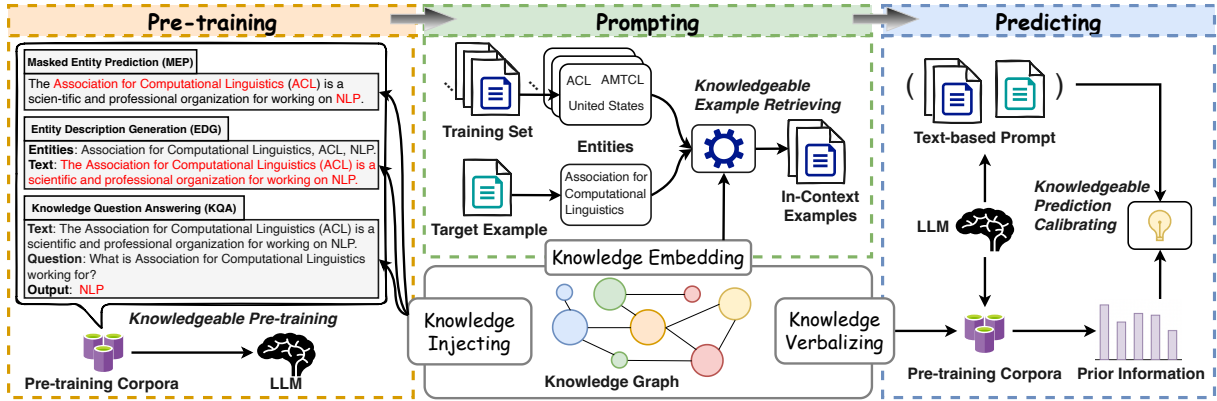 Pre-training
Masked Entity Prediction (MEP)
The Association for Computational Linguistics (ACL) is a
scien-tific and professional organization for working on NLP.
Entity Description Generation (EDG)
Entities: Association for Computational Linguistics, ACL, NLP.
Text: The Association for Computational Linguistics (ACL) is a
scientific and professional organization for working on NLP.
Knowledge Question Answering (KQA)
Text: The Association for Computational Linguistics (ACL) is a
scientific and professional organization for working on NLP.
Question: What is Association for Computational Linguistics
working for?
Output: NLP
Knowledgeable Pre-training
Pre-training Corpora
LLM
Prompting
Training Set
ACL AMTCL
United States
Entities
Target Example
Association for
Computational
Linguistics
Knowledgeable
Example Retrieving
In-Context
Examples
Knowledge Embedding
Knowledge
Injecting
Knowledge Graph
Knowledge
Verbalizing
Predicting
( )
Text-based Prompt
LLM
Knowledgeable
Prediction
Calibrating
Pre-training Corpora
Prior Information